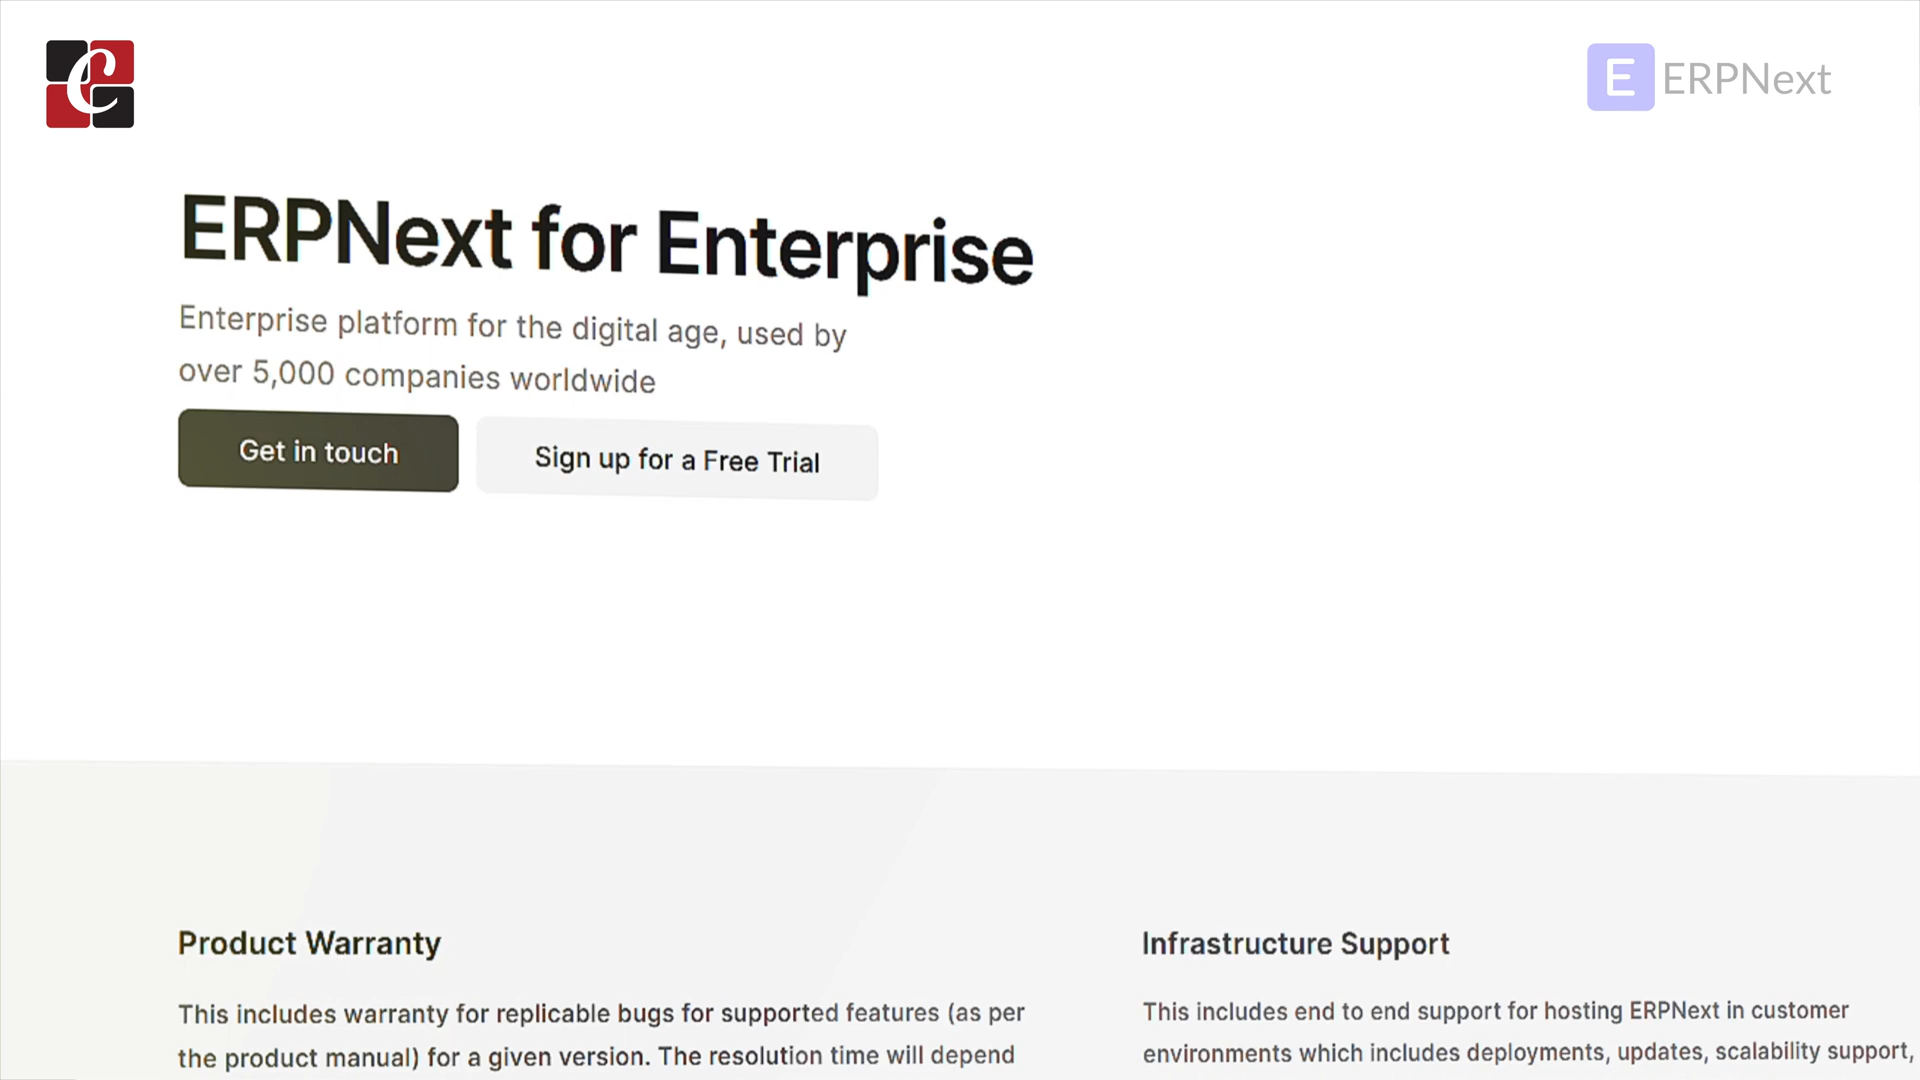 C
E ERPNext
ERPNext for Enterprise
Enterprise platform for the digital age, used by
over 5,000 companies worldwide
Get in touch
Sign up for a Free Trial
Product Warranty
This includes warranty for replicable bugs for supported features (as per
the product manual) for a given version. The resolution time will depend
Infrastructure Support
This includes end to end support for hosting ERPNext in customer
environments which includes deployments, updates, scalability support,